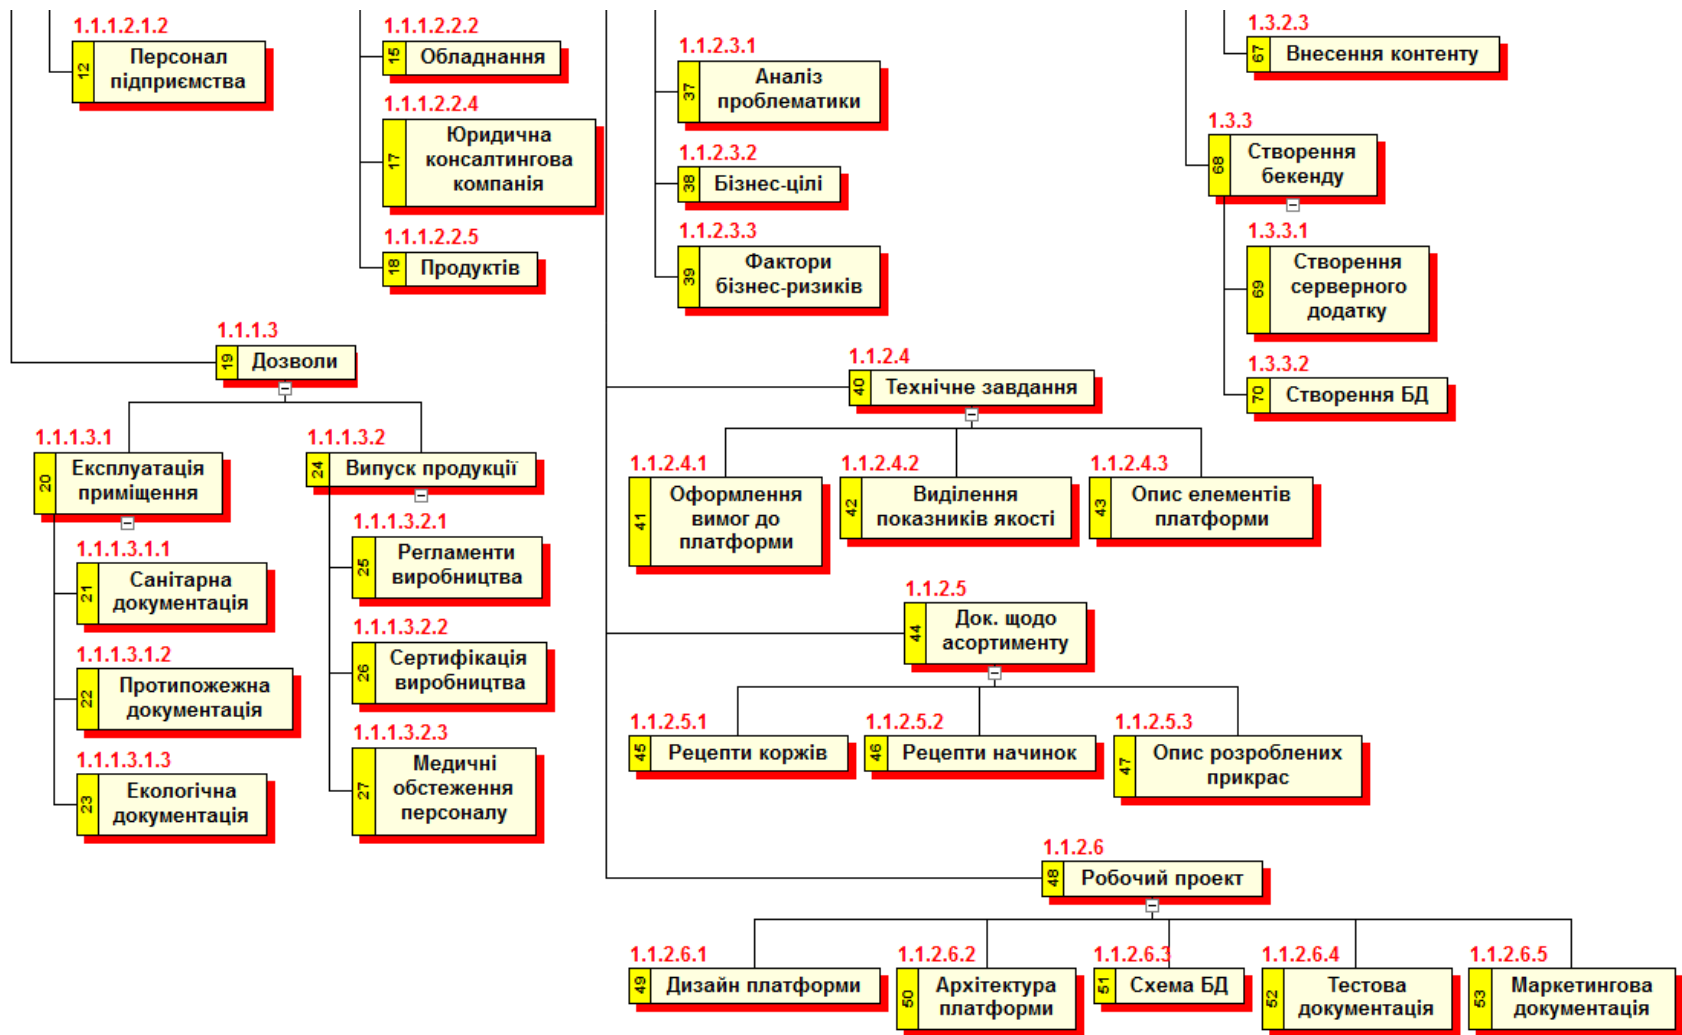 1.1.1.2.1.2
12
Персонал
підприємства
1.1.1.2.2.2
15
Обладнання
1.1.1.2.2.4
17
Юридична
консалтингова
компанія
1.1.1.2.2.5
18
Продуктів
1.1.2.3.1
37
Аналіз
проблематики
1.1.2.3.2
38
Бізнес-цілі
1.1.2.3.3
39
Фактори
бізнес-ризиків
1.3.2.3
67
Внесення контенту
1.3.3
68
Створення
бекенду
1.3.3.1
69
Створення
серверного
додатку
1.3.3.2
70
Створення БД
1.1.1.3
19
Дозволи
1.1.1.3.1
20
Експлуатація
приміщення
1.1.1.3.1.1
21
Санітарна
документація
1.1.1.3.1.2
22
Протипожежна
документація
1.1.1.3.1.3
23
Екологічна
документація
1.1.1.3.2
24
Випуск продукції
1.1.1.3.2.1
25
Регламенти
виробництва
1.1.1.3.2.2
26
Сертифікація
виробництва
1.1.1.3.2.3
27
Медичні
обстеження
персоналу
1.1.2.4
40
Технічне завдання
1.1.2.4.1
41
Оформлення
вимог до
платформи
1.1.2.4.2
42
Виділення
показників якості
1.1.2.4.3
43
Опис елементів
платформи
1.1.2.5
44
Док. щодо
асортименту
1.1.2.5.1
45
Рецепти коржів
1.1.2.5.2
46
Рецепти начинок
1.1.2.5.3
47
Опис розроблених
прикрас
1.1.2.6
48
Робочий проект
1.1.2.6.1
49
Дизайн платформи
1.1.2.6.2
50
Архітектура
платформи
1.1.2.6.3
51
Схема БД
1.1.2.6.4
52
Тестова
документація
1.1.2.6.5
53
Маркетингова
документація